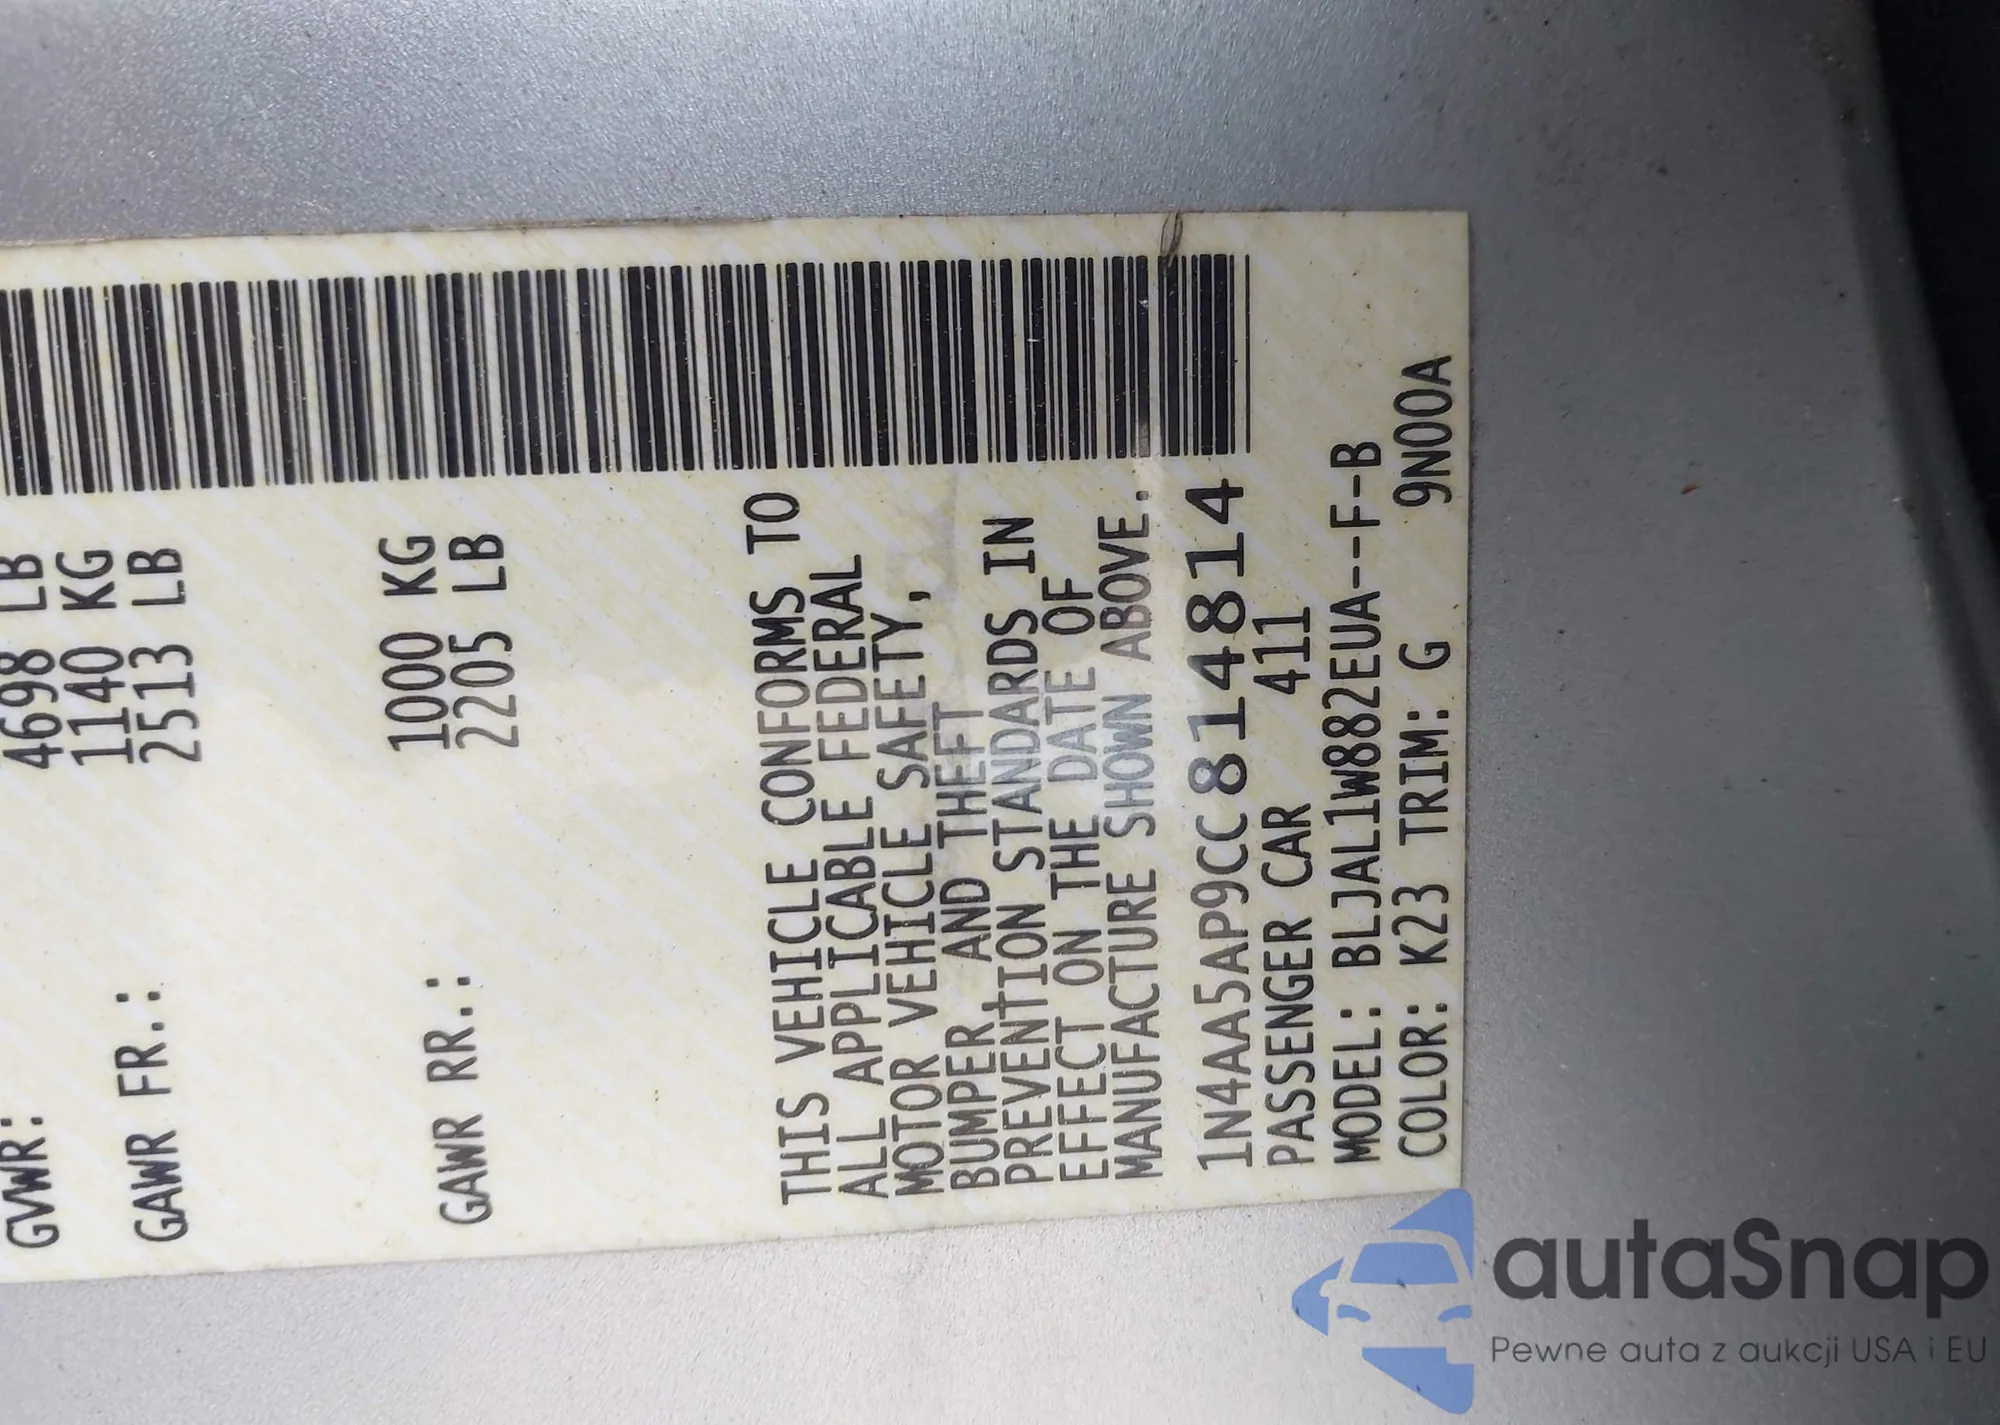 GVWR: 4698 LB
GAWR FR.: 1140 KG
2513 LB
GAWR RR.: 1000 KG
2205 LB
THIS VEHICLE CONFORMS TO
ALL APPLICABLE FEDERAL
MOTOR VEHICLE SAFETY,
BUMPER AND THEFT
PREVENTION STANDARDS IN
EFFECT ON THE DATE OF
MANUFACTURE SHOWN ABOVE.
1N4AA5AP9CC814814
PASSENGER CAR 411
MODEL: BLJAL1W882EUA--F-B
COLOR: K23 TRIM: G 9N00A
autaSnap
Pewne auta z aukcji USA i EU